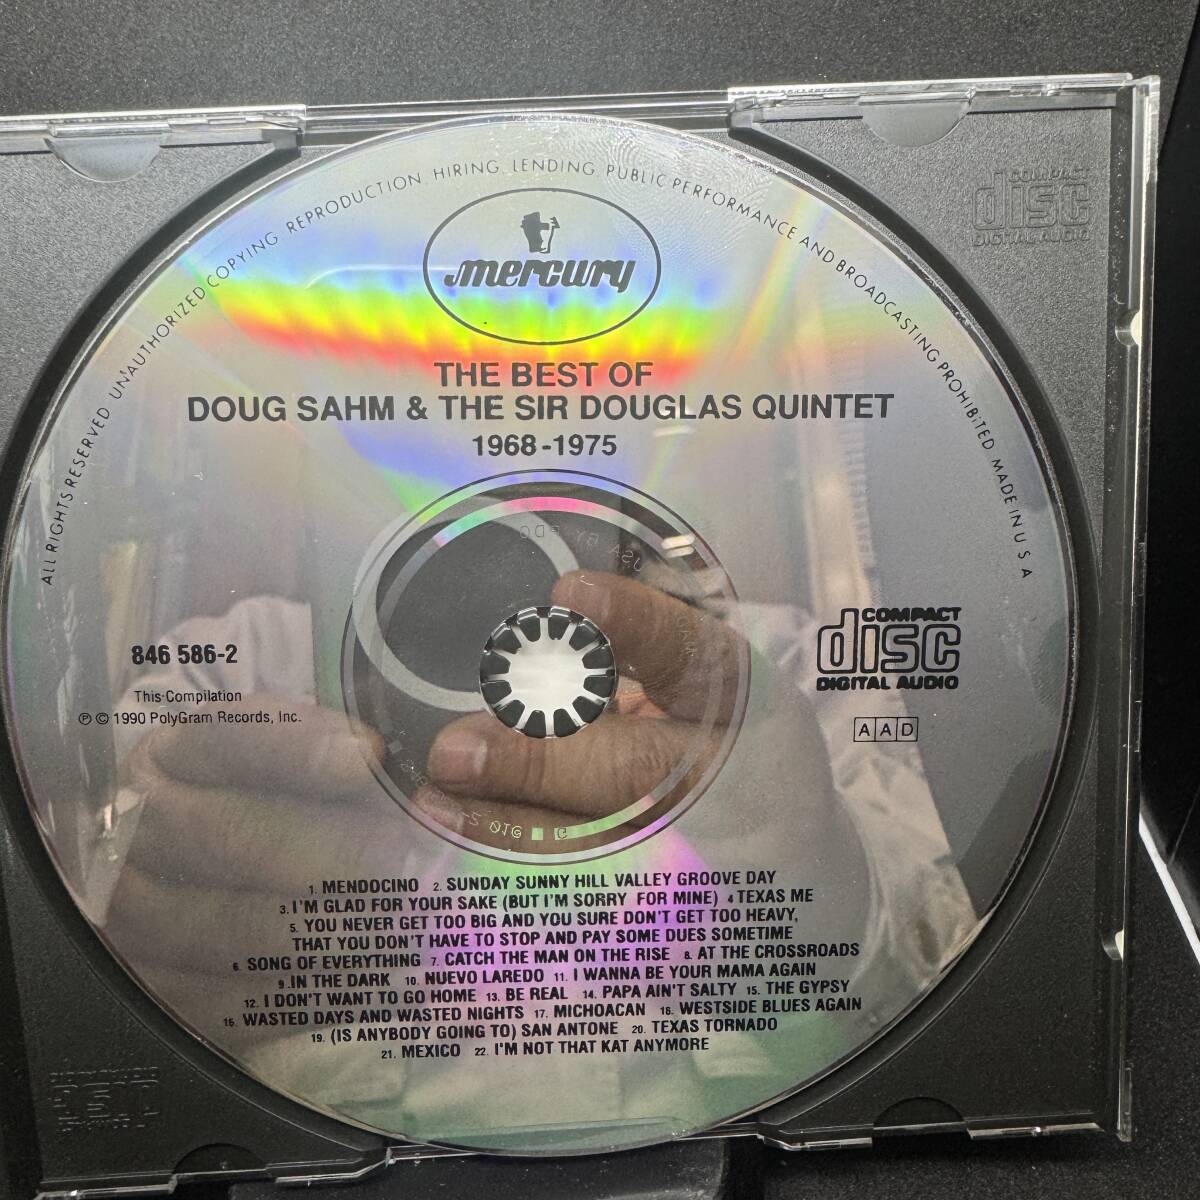 ALL RIGHTS RESERVED UNAUTHORIZED COPYING REPRODUCTION HIRING LENDING PUBLIC PERFORMANCE AND BROADCASTING PROHIBITED MADE IN U S A
mercury
THE BEST OF
DOUG SAHM & THE SIR DOUGLAS QUINTET
1968-1975
846 586-2
This Compilation
℗ © 1990 PolyGram Records, Inc.
COMPACT
disc
DIGITAL AUDIO
A A D
1. MENDOCINO 2. SUNDAY SUNNY HILL VALLEY GROOVE DAY
3. I'M GLAD FOR YOUR SAKE (BUT I'M SORRY FOR MINE) 4 TEXAS ME
5. YOU NEVER GET TOO BIG AND YOU SURE DON'T GET TOO HEAVY,
THAT YOU DON'T HAVE TO STOP AND PAY SOME DUES SOMETIME
6. SONG OF EVERYTHING 7. CATCH THE MAN ON THE RISE 8. AT THE CROSSROADS
9. IN THE DARK 10. NUEVO LAREDO 11. I WANNA BE YOUR MAMA AGAIN
12. I DON'T WANT TO GO HOME 13. BE REAL 14. PAPA AIN'T SALTY 15. THE GYPSY
16. WASTED DAYS AND WASTED NIGHTS 17. MICHOACAN 18. WESTSIDE BLUES AGAIN
19. (IS ANYBODY GOING TO) SAN ANTONE 20. TEXAS TORNADO
21. MEXICO 22. I'M NOT THAT KAT ANYMORE
COMPACT
disc
DIGITAL AUDIO